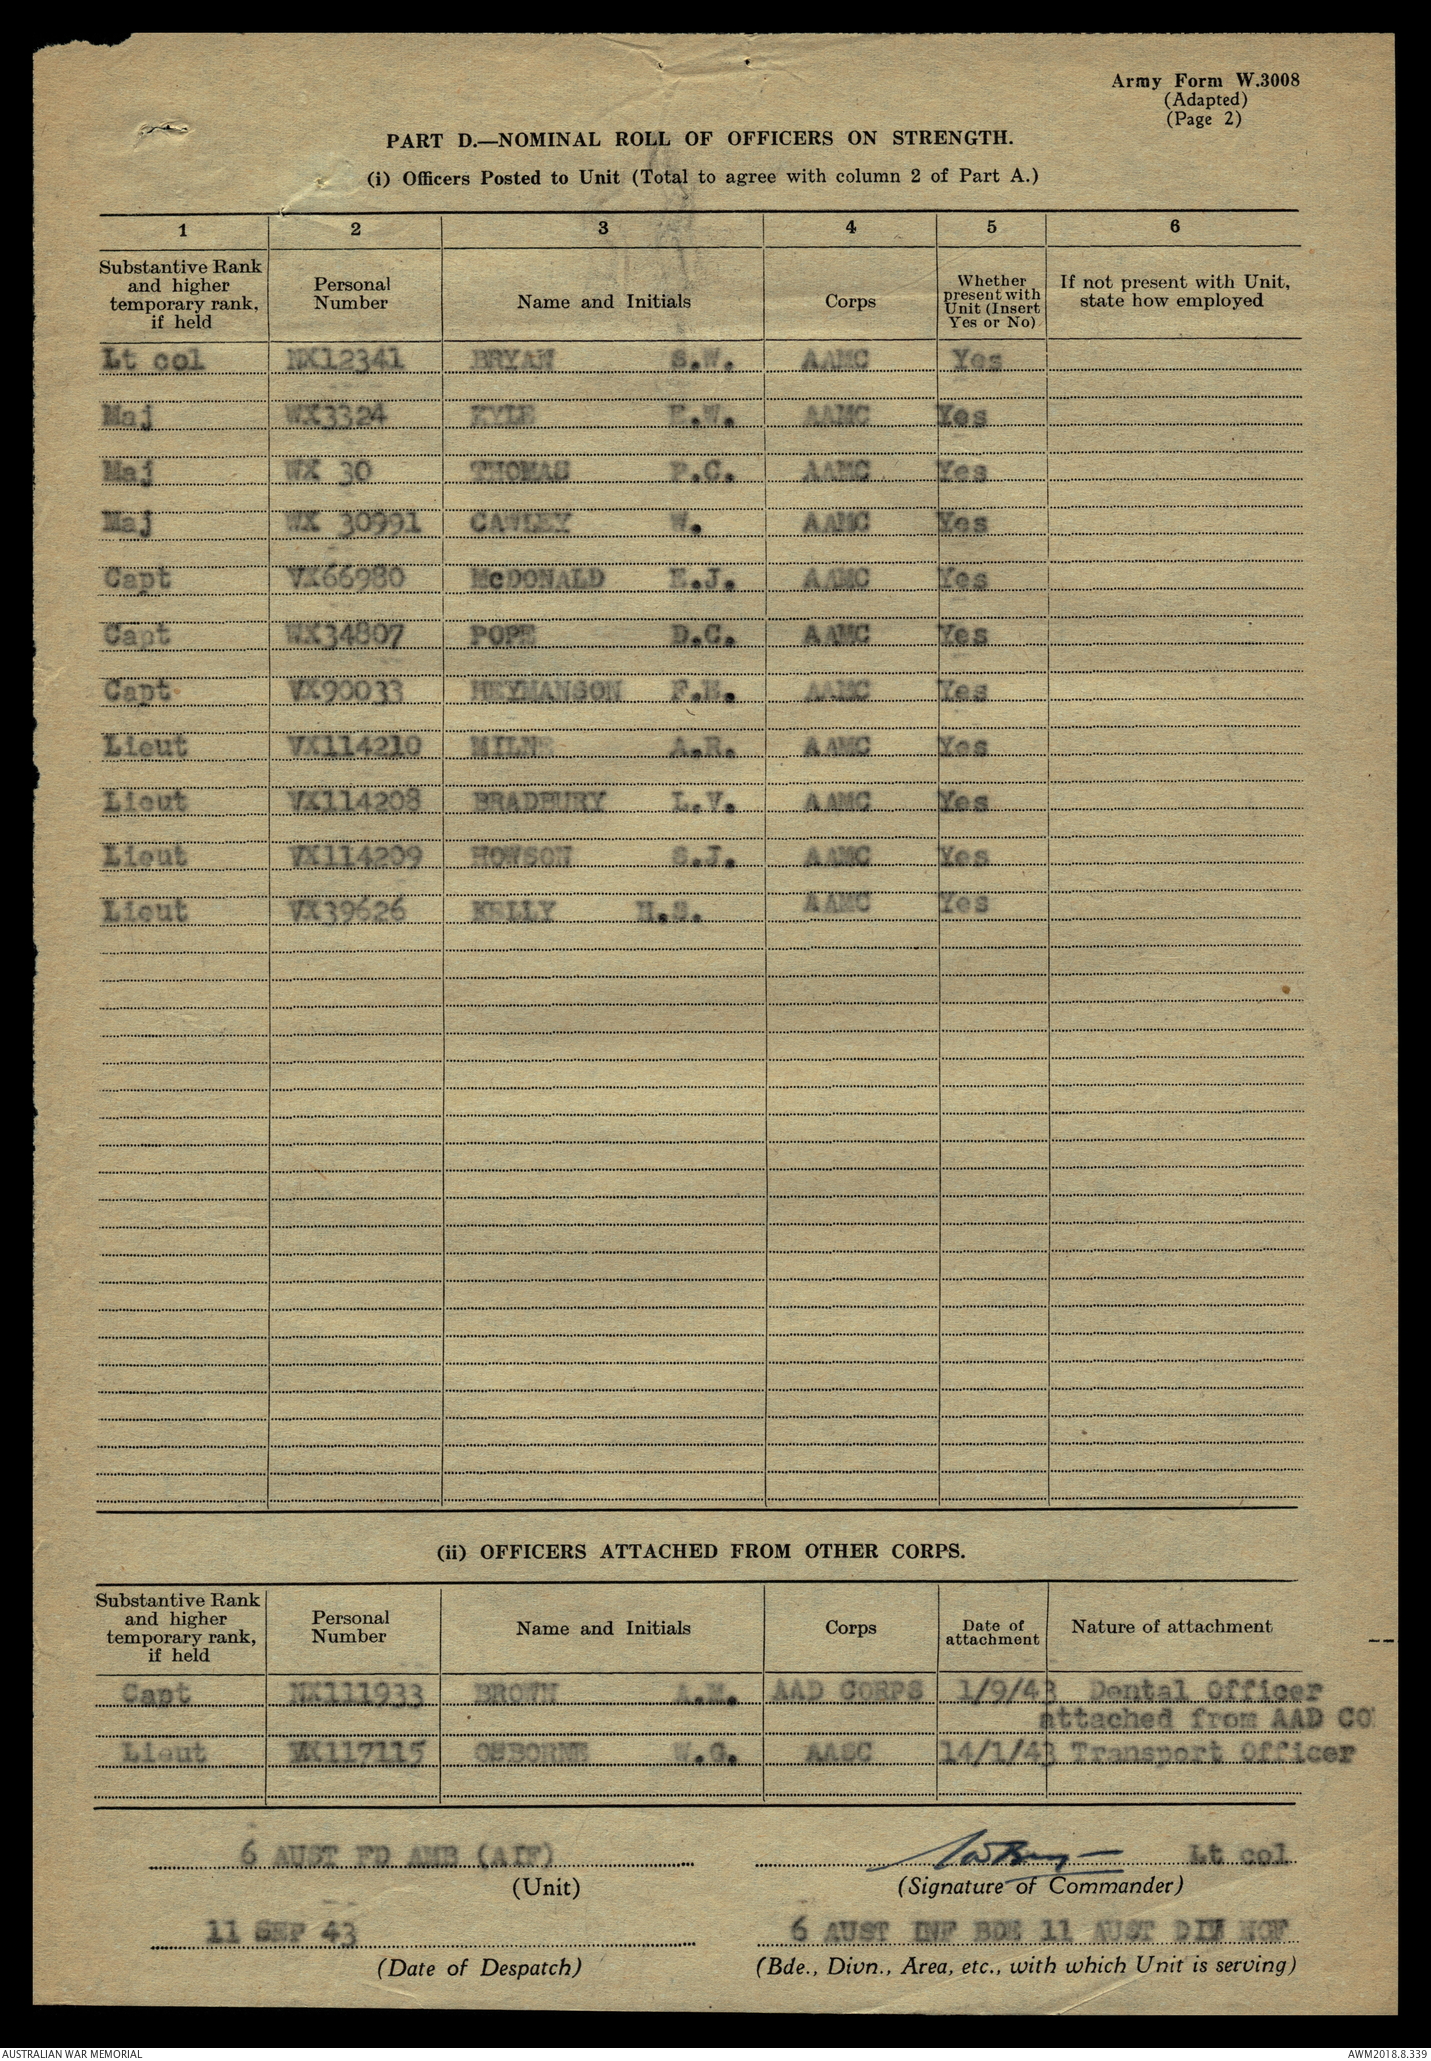 Army Form W.3008
(Adapted)
(Page 2)
PART D.—NOMINAL ROLL OF OFFICERS ON STRENGTH.
(i) Officers Posted to Unit (Total to agree with column 2 of Part A.)
1 2 3 4 5 6
Substantive Rank and higher temporary rank, if held Personal Number Name and Initials Corps Whether present with Unit (Insert Yes or No) If not present with Unit, state how employed
Lt col NX12341 BRYAN S.W. AAMC Yes
Maj WX3324 KYLE E.W. AAMC Yes
Maj WX 30 THOMAS P.C. AAMC Yes
Maj WX 30991 CAWLEY W. AAMC Yes
Capt VX66980 McDONALD E.J. AAMC Yes
Capt WX34807 POPE D.C. AAMC Yes
Capt VX90033 HEYMANSON AAMC Yes
Lieut VX114210 MILNE A.R. AAMC Yes
Lieut VX114208 BRADBURY L.V. AAMC Yes
Lieut VX114209 HOWSON S.J. AAMC Yes
Lieut VX39626 KELLY H.S. AAMC Yes
(ii) OFFICERS ATTACHED FROM OTHER CORPS.
Substantive Rank and higher temporary rank, if held Personal Number Name and Initials Corps Date of attachment Nature of attachment
Capt NX111933 BROWN A.M. AAD CORPS 1/9/43 Dental Officer
attached from AAD CO
Lieut 117115 OSBORNE W.G. AASC 14/1/43 Transport Officer
6 AUST FD AMB (AIF) Lt col
(Unit) (Signature of Commander)
11 SEP 43 6 AUST INF BDE 11 AUST DIV MGF
(Date of Despatch) (Bde., Divn., Area, etc., with which Unit is serving)
AUSTRALIAN WAR MEMORIAL AWM2018.8.339